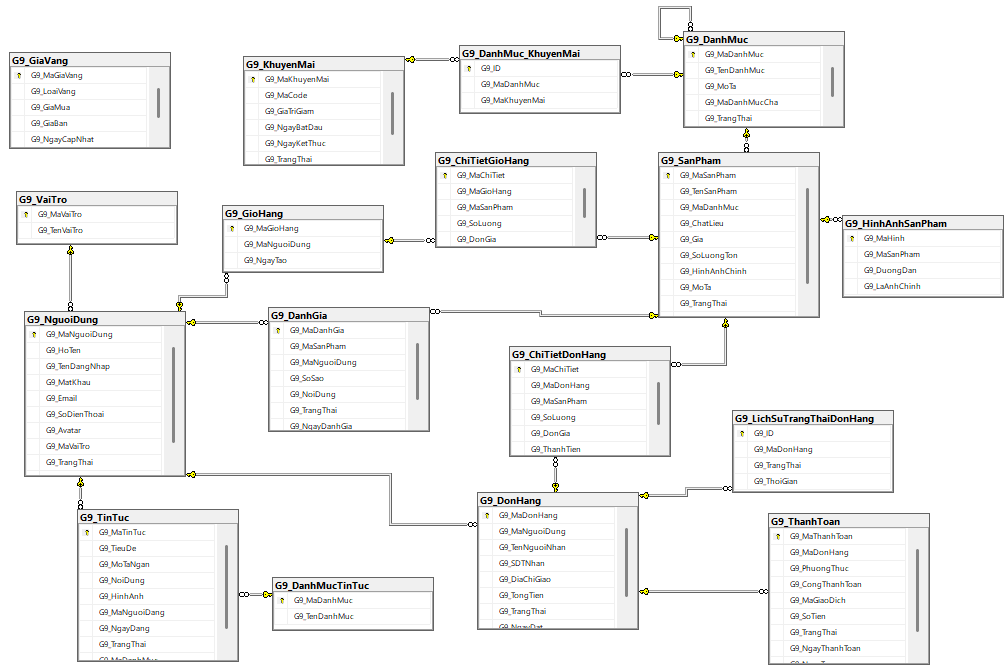 G9_GiaVang
G9_MaGiaVang
G9_LoaiVang
G9_GiaMua
G9_GiaBan
G9_NgayCapNhat
G9_KhuyenMai
G9_MaKhuyenMai
G9_MaCode
G9_GiaTriGiam
G9_NgayBatDau
G9_NgayKetThuc
G9_TrangThai
G9_DanhMuc_KhuyenMai
G9_ID
G9_MaDanhMuc
G9_MaKhuyenMai
G9_DanhMuc
G9_MaDanhMuc
G9_TenDanhMuc
G9_MoTa
G9_MaDanhMucCha
G9_TrangThai
G9_VaiTro
G9_MaVaiTro
G9_TenVaiTro
G9_GioHang
G9_MaGioHang
G9_MaNguoiDung
G9_NgayTao
G9_ChiTietGioHang
G9_MaChiTiet
G9_MaGioHang
G9_MaSanPham
G9_SoLuong
G9_DonGia
G9_SanPham
G9_MaSanPham
G9_TenSanPham
G9_MaDanhMuc
G9_ChatLieu
G9_Gia
G9_SoLuongTon
G9_HinhAnhChinh
G9_MoTa
G9_TrangThai
G9_HinhAnhSanPham
G9_MaHinh
G9_MaSanPham
G9_DuongDan
G9_LaAnhChinh
G9_NguoiDung
G9_MaNguoiDung
G9_HoTen
G9_TenDangNhap
G9_MatKhau
G9_Email
G9_SoDienThoai
G9_Avatar
G9_MaVaiTro
G9_TrangThai
G9_DanhGia
G9_MaDanhGia
G9_MaSanPham
G9_MaNguoiDung
G9_SoSao
G9_NoiDung
G9_TrangThai
G9_NgayDanhGia
G9_ChiTietDonHang
G9_MaChiTiet
G9_MaDonHang
G9_MaSanPham
G9_SoLuong
G9_DonGia
G9_ThanhTien
G9_LichSuTrangThaiDonHang
G9_ID
G9_MaDonHang
G9_TrangThai
G9_ThoiGian
G9_TinTuc
G9_MaTinTuc
G9_TieuDe
G9_MoTaNgan
G9_NoiDung
G9_HinhAnh
G9_MaNguoiDang
G9_NgayDang
G9_TrangThai
G9_MaDanhMuc
G9_DanhMucTinTuc
G9_MaDanhMuc
G9_TenDanhMuc
G9_DonHang
G9_MaDonHang
G9_MaNguoiDung
G9_TenNguoiNhan
G9_SDTNhan
G9_DiaChiGiao
G9_TongTien
G9_TrangThai
G9_NgayDat
G9_ThanhToan
G9_MaThanhToan
G9_MaDonHang
G9_PhuongThuc
G9_CongThanhToan
G9_MaGiaoDich
G9_SoTien
G9_TrangThai
G9_NgayThanhToan